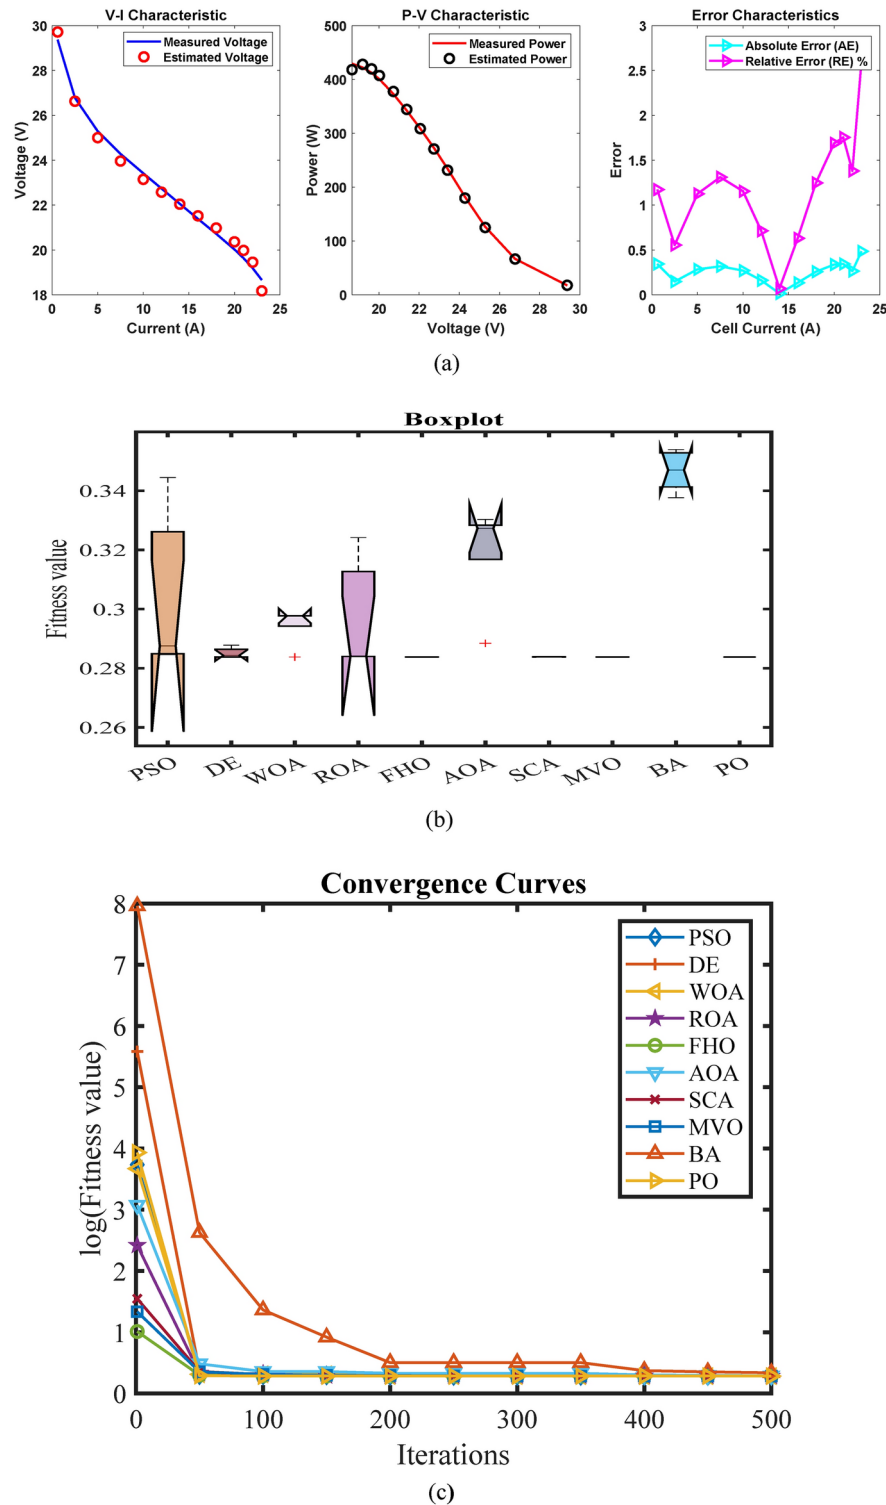 V-I Characteristic
Measured Voltage
Estimated Voltage
30
28
26
24
22
20
18
Voltage (V)
0 5 10 15 20 25
Current (A)
P-V Characteristic
Measured Power
Estimated Power
500
400
300
200
100
0
Power (W)
20 22 24 26 28 30
Voltage (V)
Error Characteristics
Absolute Error (AE)
Relative Error (RE) %
3
2.5
2
1.5
1
0.5
0
Error
0 5 10 15 20 25
Cell Current (A)
(a)
Boxplot
0.34
0.32
0.3
0.28
0.26
Fitness value
PSO DE WOA ROA FHO AOA SCA MVO BA PO
(b)
Convergence Curves
8
7
6
5
4
3
2
1
0
log(Fitness value)
PSO
DE
WOA
ROA
FHO
AOA
SCA
MVO
BA
PO
0 100 200 300 400 500
Iterations
(c)